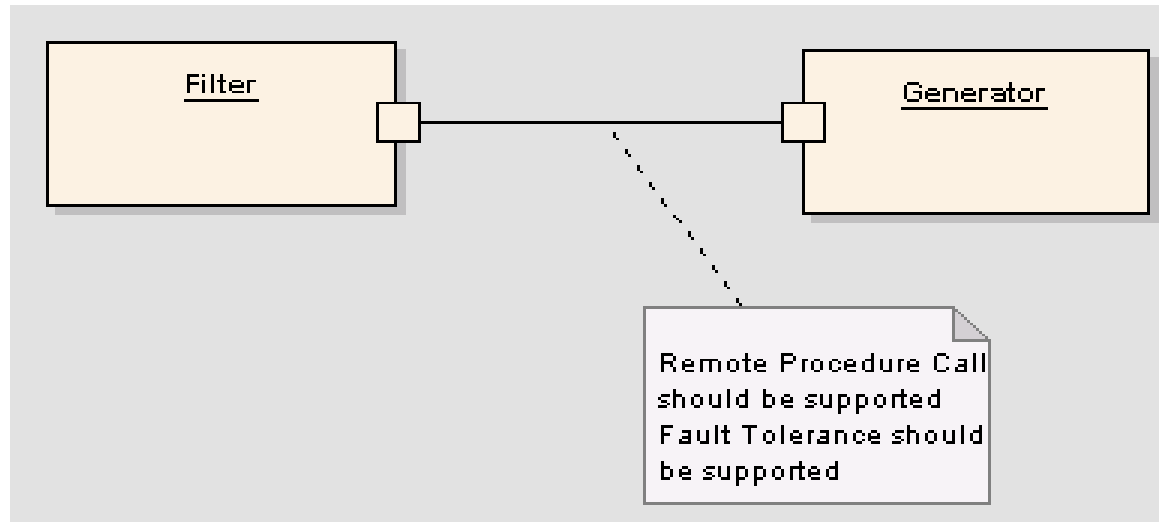 Filter
Generator
Remote Procedure Call
should be supported
Fault Tolerance should
be supported